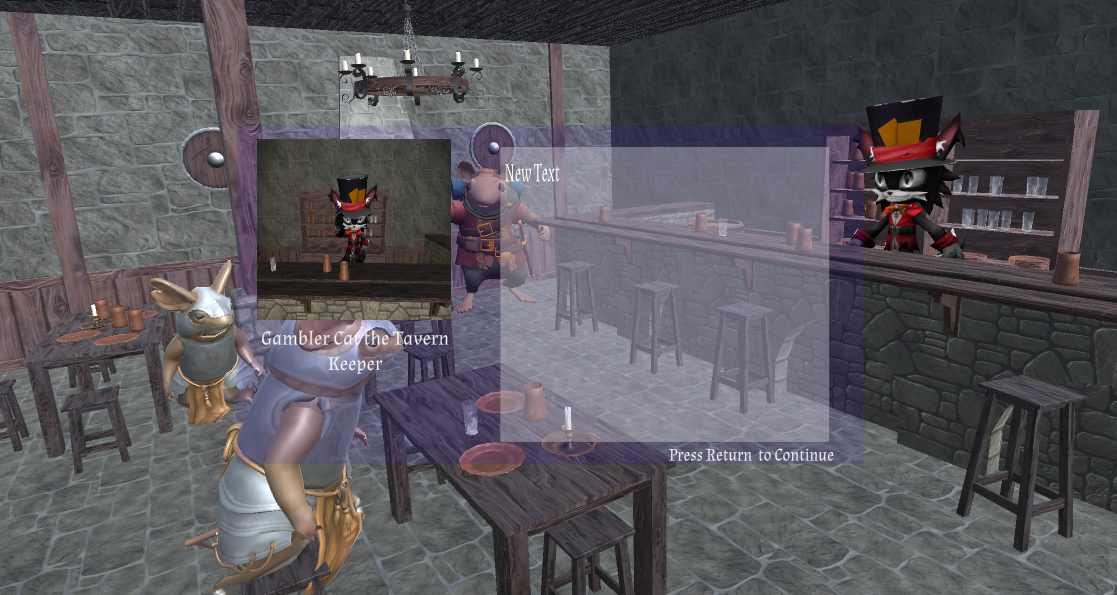 New Text
Gambler Cat the Tavern
Keeper
Press Return to Continue